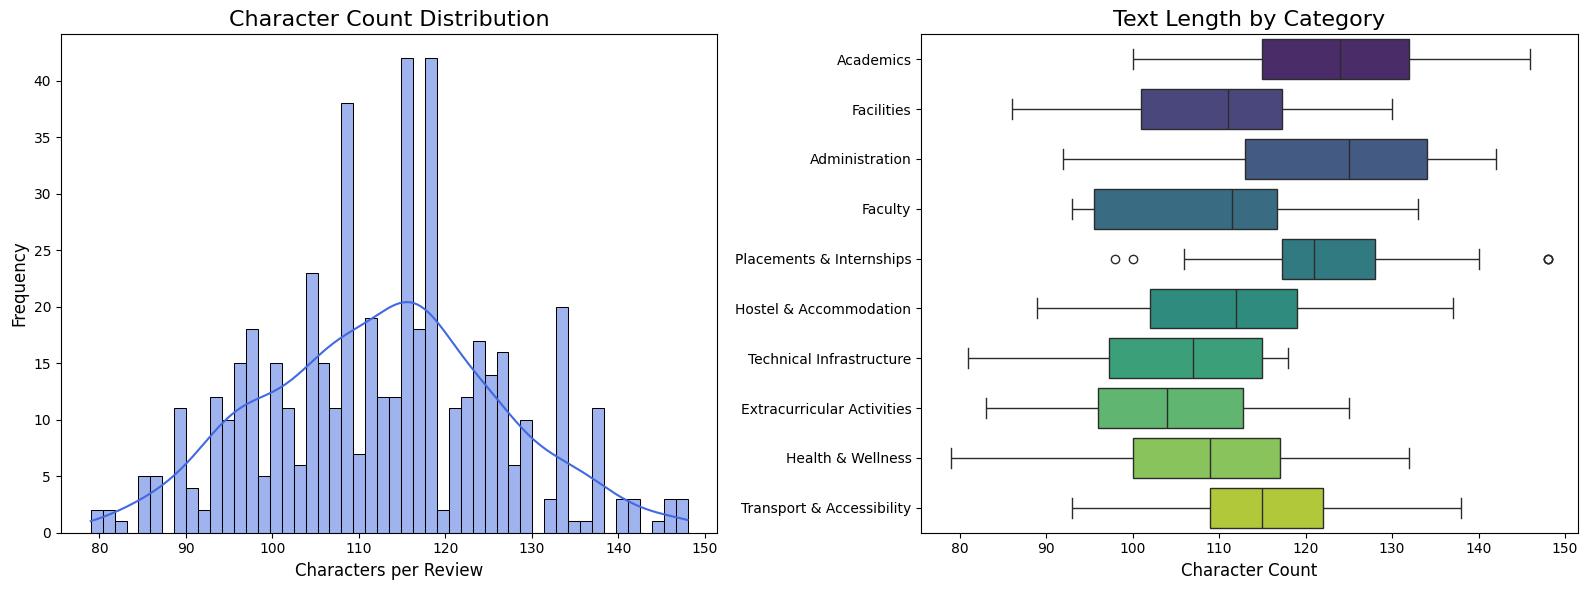 Character Count Distribution
Frequency
40
35
30
25
20
15
10
5
0
80 90 100 110 120 130 140 150
Characters per Review
Text Length by Category
Academics
Facilities
Administration
Faculty
Placements & Internships
Hostel & Accommodation
Technical Infrastructure
Extracurricular Activities
Health & Wellness
Transport & Accessibility
80 90 100 110 120 130 140 150
Character Count